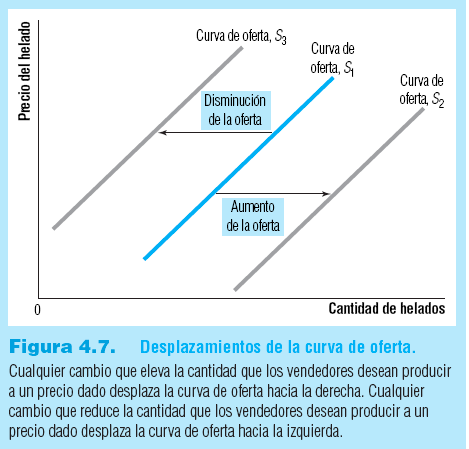 Precio del helado
Curva de oferta, S3
Curva de
oferta, S1
Curva de
oferta, S2
Disminución
de la oferta
Aumento
de la oferta
0
Cantidad de helados
Figura 4.7. Desplazamientos de la curva de oferta.
Cualquier cambio que eleva la cantidad que los vendedores desean producir
a un precio dado desplaza la curva de oferta hacia la derecha. Cualquier
cambio que reduce la cantidad que los vendedores desean producir a un
precio dado desplaza la curva de oferta hacia la izquierda.